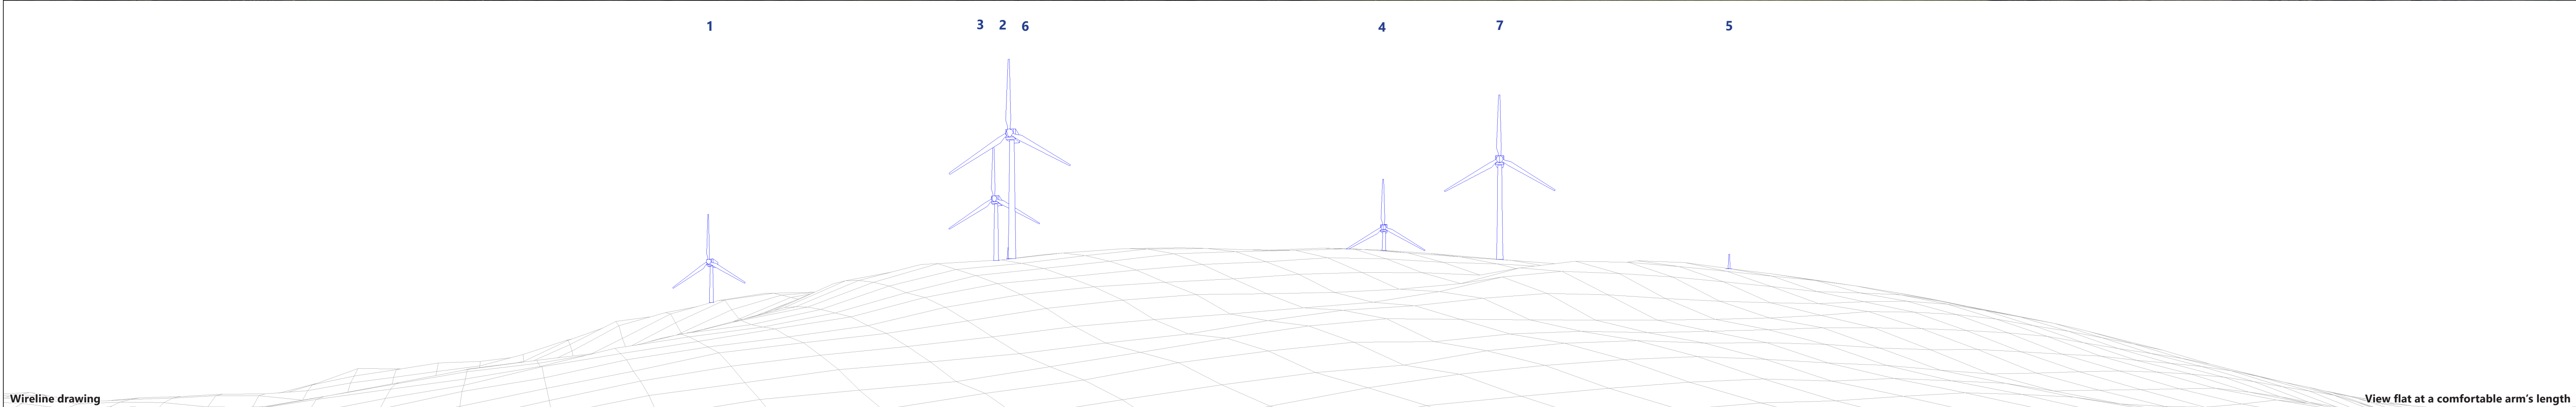 1 3 2 6 4 7 5
Wireline drawing
View flat at a comfortable arm's length